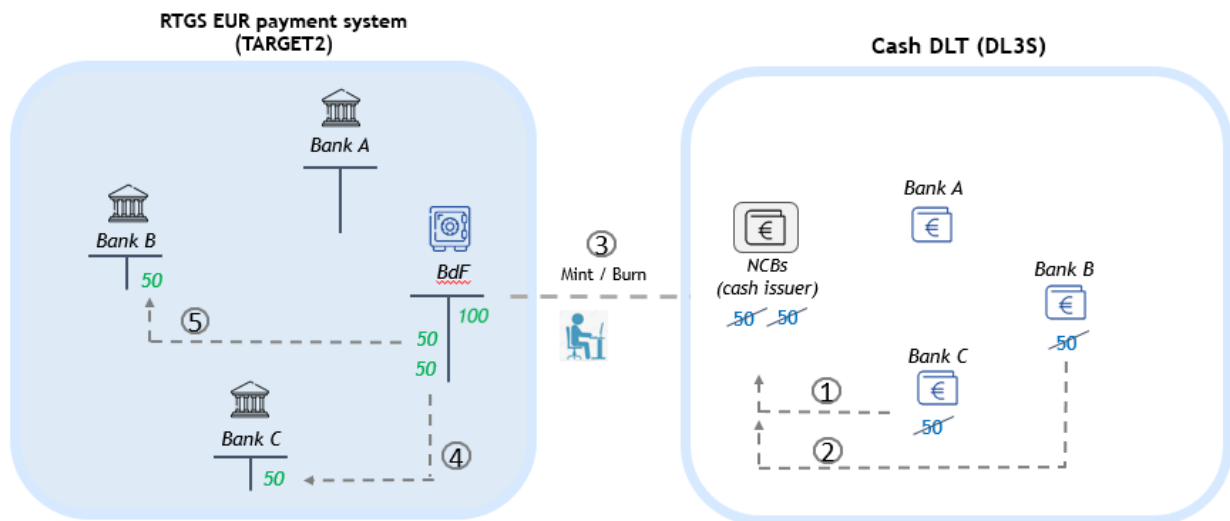 RTGS EUR payment system
(TARGET2)
Bank A
Bank B
50
BdF
100
50
50
⑤
Bank C
50
④
③
Mint / Burn
Cash DLT (DL3S)
Bank A
€
NCBs
(cash issuer)
50 50
€
Bank B
€
50
Bank C
€
50
①
②